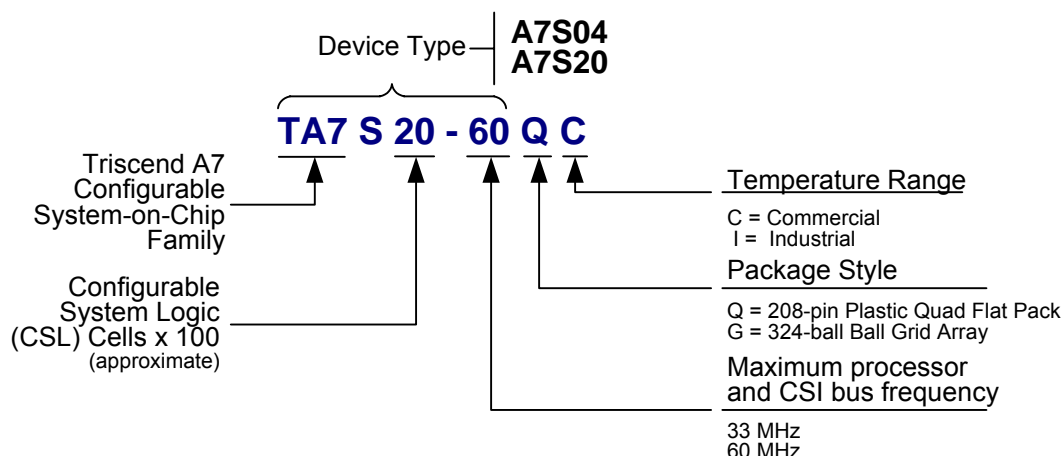 Device Type
A7S04
A7S20
TA7 S 20 - 60 Q C
Triscend A7
Configurable
System-on-Chip
Family
Configurable
System Logic
(CSL) Cells x 100
(approximate)
Temperature Range
C = Commercial
I = Industrial
Package Style
Q = 208-pin Plastic Quad Flat Pack
G = 324-ball Ball Grid Array
Maximum processor
and CSI bus frequency
33 MHz
60 MHz